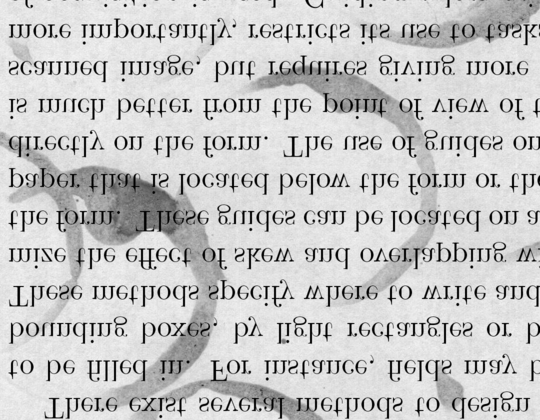 There exist several methods to design
to be filled in. For instance, fields may b
bounding boxes, by light rectangles or b
These methods specify where to write and
mize the effect of skew and overlapping wi
the form. These guides can be located on a
paper that is located below the form or the
directly on the form. The use of guides on
is much better from the point of view of t
scanned image, but requires giving more
more importantly, restricts its use to task